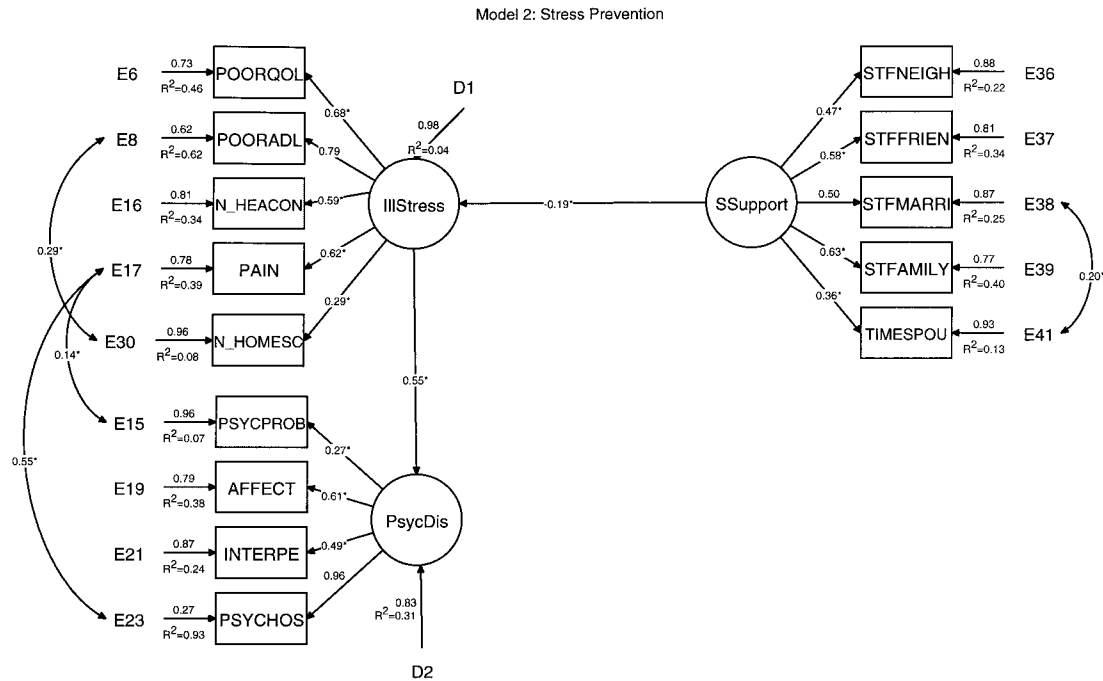 Model 2: Stress Prevention
E6
0.73
R2=0.46
POORQOL
0.68*
D1
0.98
R2=0.04
E8
0.62
R2=0.62
POORADL
0.79
E16
0.81
R2=0.34
N_HEACON
0.59*
IllStress
0.29*
E17
0.78
R2=0.39
PAIN
0.62*
E30
0.96
R2=0.08
N_HOMESC
0.29*
0.14*
-0.19*
0.55*
E15
0.96
R2=0.07
PSYCPROB
0.27*
0.55*
E19
0.79
R2=0.38
AFFECT
0.61*
PsycDis
E21
0.87
R2=0.24
INTERPE
0.49*
E23
0.27
R2=0.93
PSYCHOS
0.96
0.83
R2=0.31
D2
SSupport
0.47*
STFNEIGH
0.88
R2=0.22
E36
0.58*
STFFRIEN
0.81
R2=0.34
E37
0.50
STFMARRI
0.87
R2=0.25
E38
0.63*
STFAMILY
0.77
R2=0.40
E39
0.20*
0.36*
TIMESPOU
0.93
R2=0.13
E41